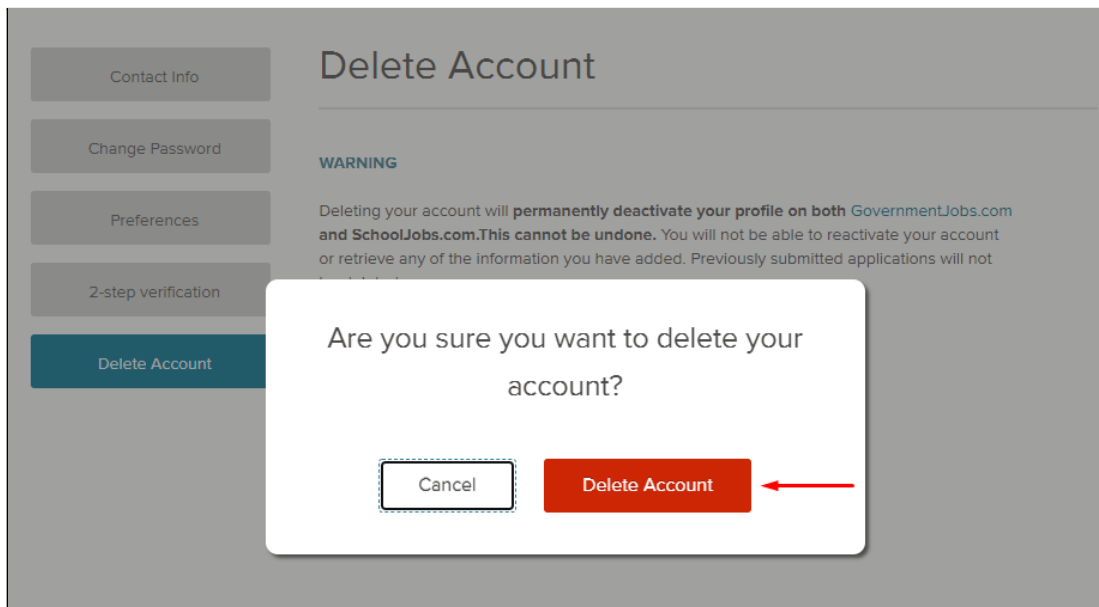 Contact Info
Change Password
Preferences
2-step verification
Delete Account
Delete Account
WARNING
Deleting your account will permanently deactivate your profile on both GovernmentJobs.com
and SchoolJobs.com.This cannot be undone. You will not be able to reactivate your account
or retrieve any of the information you have added. Previously submitted applications will not
Are you sure you want to delete your
account?
Cancel
Delete Account